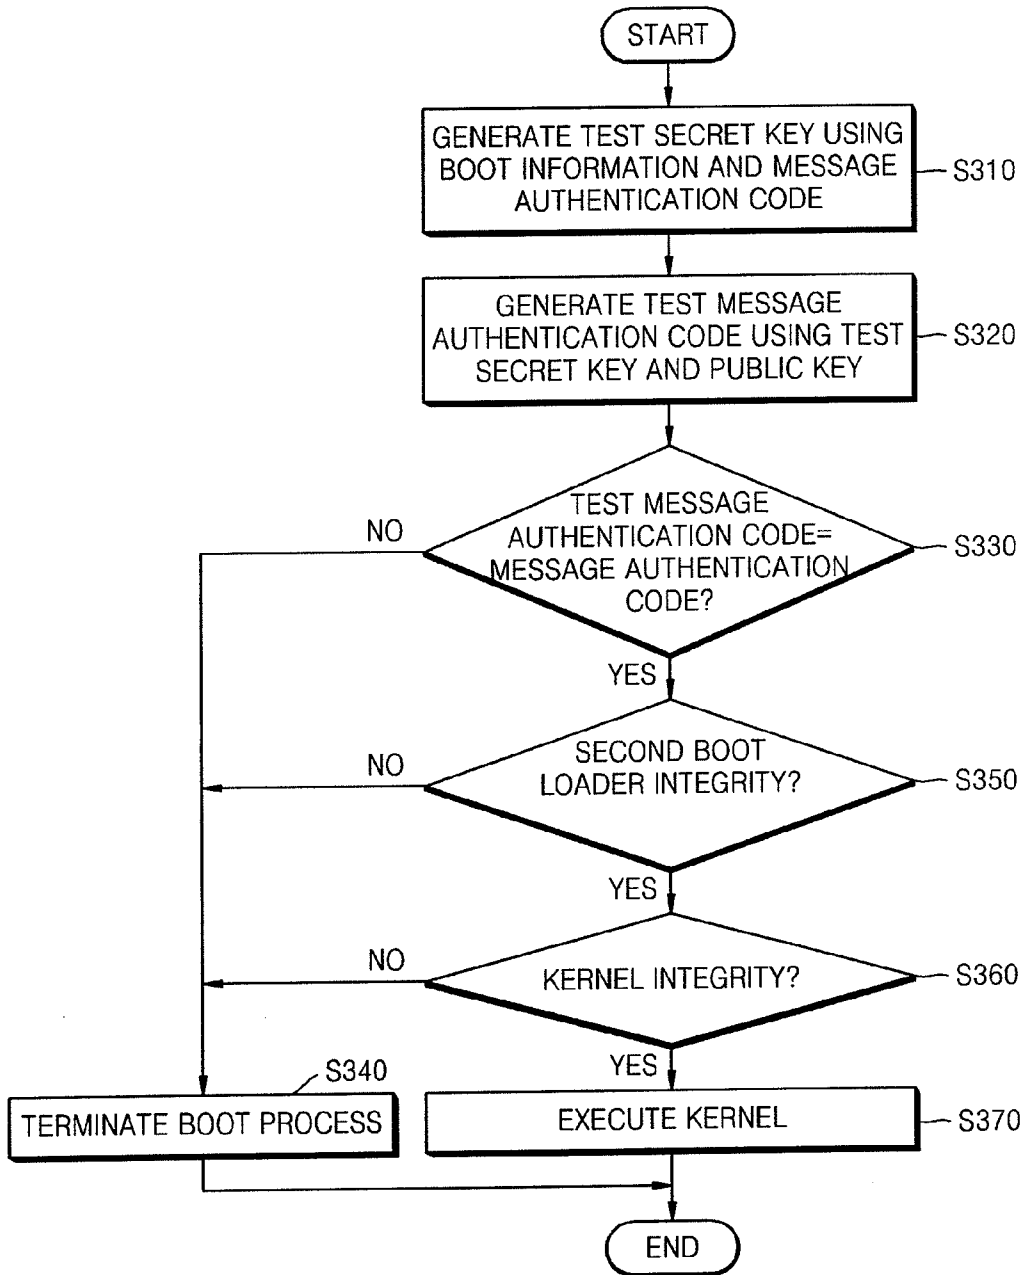 START
GENERATE TEST SECRET KEY USING
BOOT INFORMATION AND MESSAGE
AUTHENTICATION CODE
S310
GENERATE TEST MESSAGE
AUTHENTICATION CODE USING TEST
SECRET KEY AND PUBLIC KEY
S320
TEST MESSAGE
AUTHENTICATION CODE=
MESSAGE AUTHENTICATION
CODE?
S330
NO
YES
SECOND BOOT
LOADER INTEGRITY?
S350
NO
YES
KERNEL INTEGRITY?
S360
NO
YES
S340
TERMINATE BOOT PROCESS
EXECUTE KERNEL
S370
END